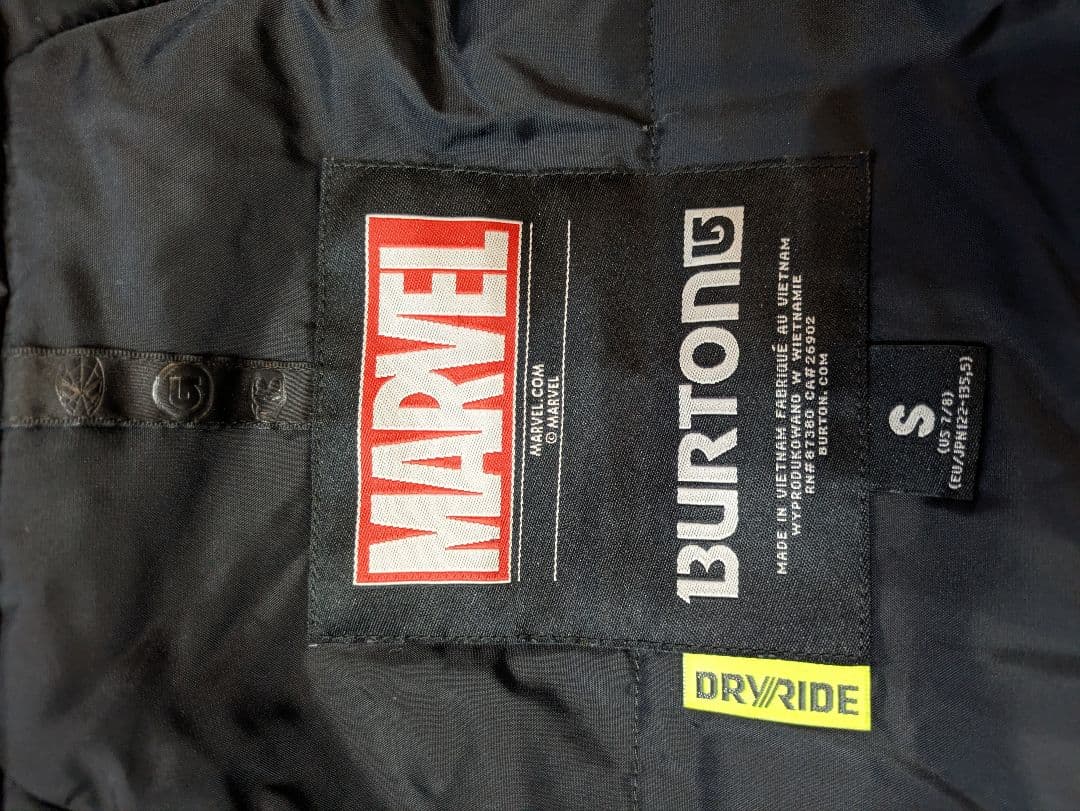 MARVEL
MARVEL.COM
© MARVEL
BURTON
MADE IN VIETNAM FABRIQUÉ AU VIETNAM
WYPRODUKOWANO W WIETNAMIE
RN#87380 CA#26902
BURTON.COM
S
(US 7/8)
(EU/JPN122-135,5)
DRYRIDE